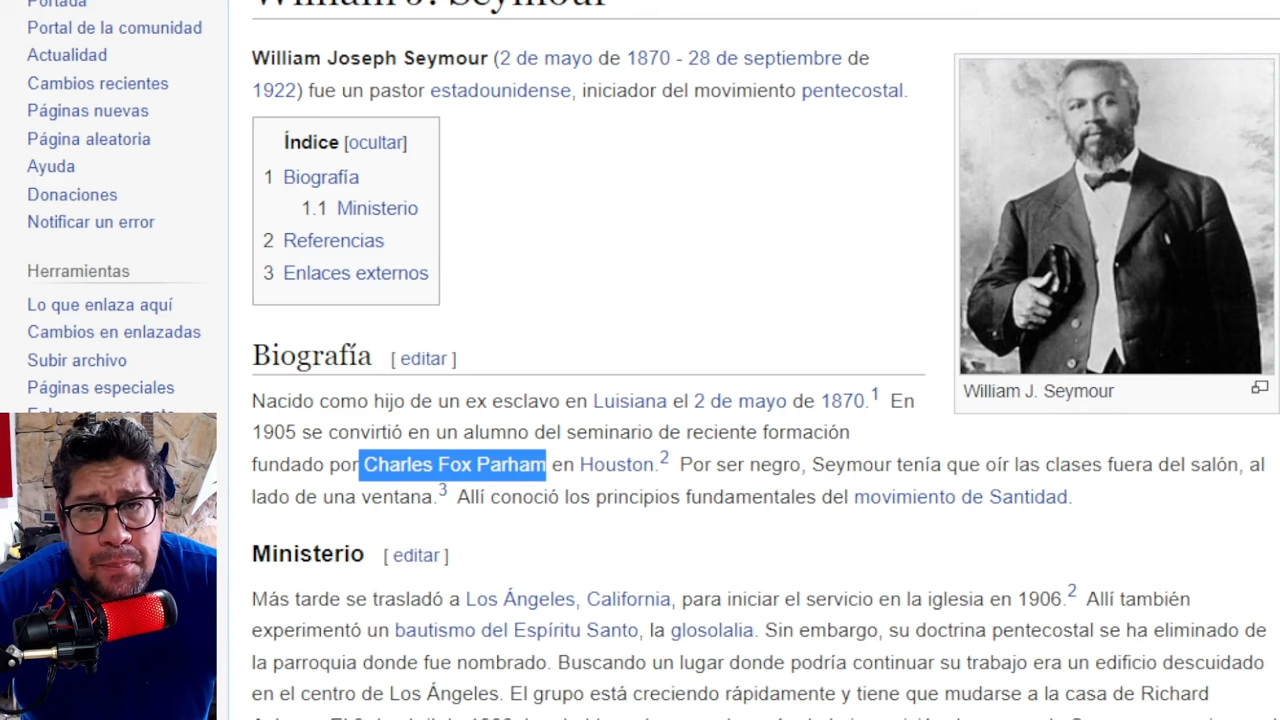 William J. Seymour
Portada
Portal de la comunidad
Actualidad
Cambios recientes
Páginas nuevas
Página aleatoria
Ayuda
Donaciones
Notificar un error
Herramientas
Lo que enlaza aquí
Cambios en enlazadas
Subir archivo
Páginas especiales
William Joseph Seymour (2 de mayo de 1870 - 28 de septiembre de
1922) fue un pastor estadounidense, iniciador del movimiento pentecostal.
Índice [ocultar]
1 Biografía
1.1 Ministerio
2 Referencias
3 Enlaces externos
William J. Seymour
Biografía [ editar ]
Nacido como hijo de un ex esclavo en Luisiana el 2 de mayo de 1870.1 En
1905 se convirtió en un alumno del seminario de reciente formación
fundado por Charles Fox Parham en Houston.2 Por ser negro, Seymour tenía que oír las clases fuera del salón, al
lado de una ventana.3 Allí conoció los principios fundamentales del movimiento de Santidad.
Ministerio [ editar ]
Más tarde se trasladó a Los Ángeles, California, para iniciar el servicio en la iglesia en 1906.2 Allí también
experimentó un bautismo del Espíritu Santo, la glosolalia. Sin embargo, su doctrina pentecostal se ha eliminado de
la parroquia donde fue nombrado. Buscando un lugar donde podría continuar su trabajo era un edificio descuidado
en el centro de Los Ángeles. El grupo está creciendo rápidamente y tiene que mudarse a la casa de Richard